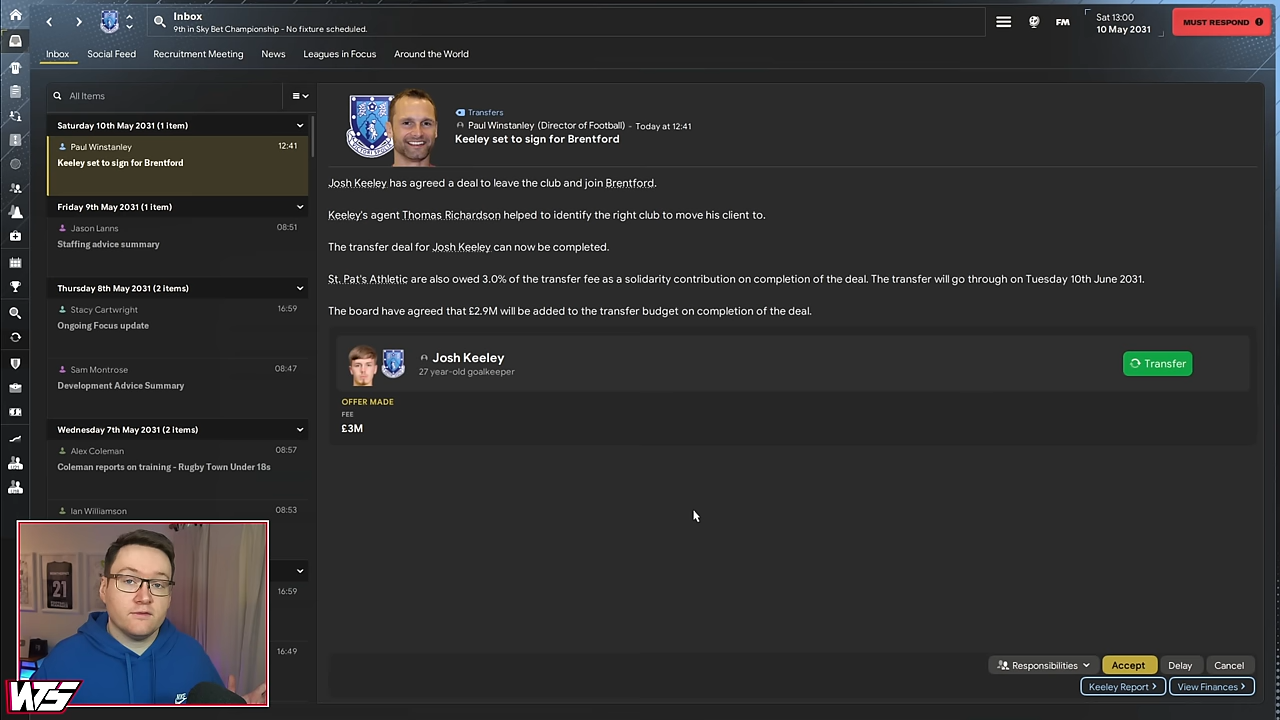 Inbox
9th in Sky Bet Championship - No fixture scheduled.
FM
Sat 13:00
10 May 2031
MUST RESPOND
Inbox
Social Feed
Recruitment Meeting
News
Leagues in Focus
Around the World
All Items
Saturday 10th May 2031 (1 item)
Paul Winstanley
12:41
Keeley set to sign for Brentford
Friday 9th May 2031 (1 item)
Jason Lanns
08:51
Staffing advice summary
Thursday 8th May 2031 (2 items)
Stacy Cartwright
16:59
Ongoing Focus update
Sam Montrose
08:47
Development Advice Summary
Wednesday 7th May 2031 (2 items)
Alex Coleman
08:57
Coleman reports on training - Rugby Town Under 18s
Ian Williamson
08:53
16:59
16:49
Transfers
Paul Winstanley (Director of Football) - Today at 12:41
Keeley set to sign for Brentford
Josh Keeley has agreed a deal to leave the club and join Brentford.
Keeley's agent Thomas Richardson helped to identify the right club to move his client to.
The transfer deal for Josh Keeley can now be completed.
St. Pat's Athletic are also owed 3.0% of the transfer fee as a solidarity contribution on completion of the deal. The transfer will go through on Tuesday 10th June 2031.
The board have agreed that £2.9M will be added to the transfer budget on completion of the deal.
Josh Keeley
27 year-old goalkeeper
Transfer
OFFER MADE
FEE
£3M
Responsibilities
Accept
Delay
Cancel
Keeley Report
View Finances
21
WTS